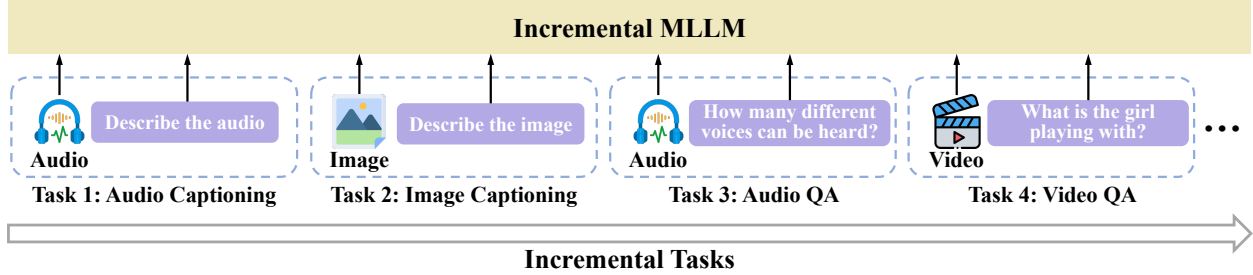 Incremental MLLM
Describe the audio
Audio
Task 1: Audio Captioning
Describe the image
Image
Task 2: Image Captioning
How many different
voices can be heard?
Audio
Task 3: Audio QA
What is the girl
playing with?
Video
Task 4: Video QA
...
Incremental Tasks